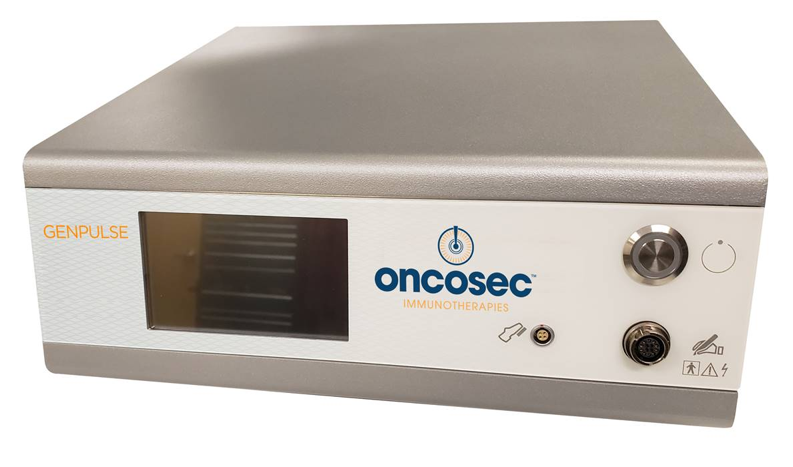 GENPULSE
oncosec™
IMMUNOTHERAPIES